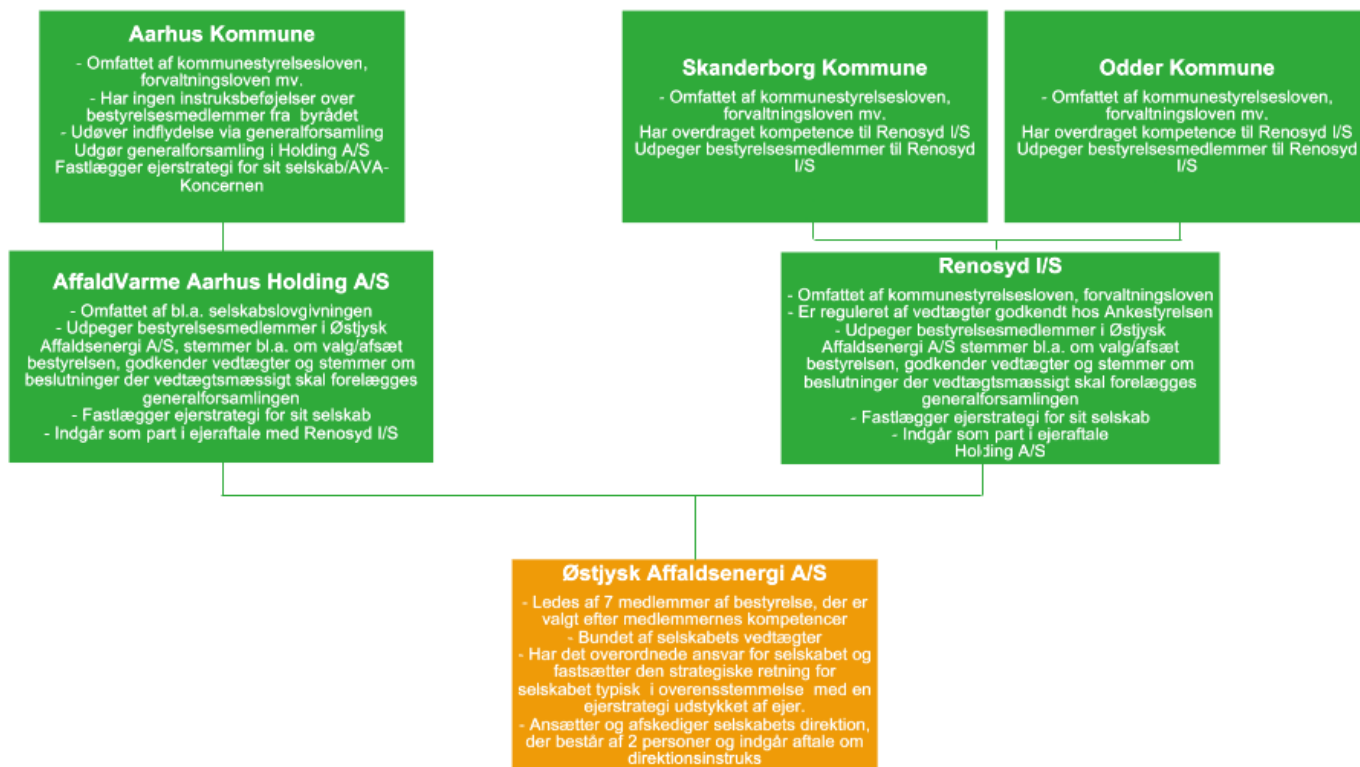 Aarhus Kommune
- Omfattet af kommunestyrelsesloven,
forvaltningsloven mv.
- Har ingen instruksbeføjelser over
bestyrelsesmedlemmer fra byrådet
- Udøver indflydelse via generalforsamling
Udgør generalforsamling i Holding A/S
Fastlægger ejerstrategi for sit selskab/AVA-
Koncernen
Skanderborg Kommune
- Omfattet af kommunestyrelsesloven,
forvaltningsloven mv.
Har overdraget kompetence til Renosyd I/S
Udpeger bestyrelsesmedlemmer til Renosyd
I/S
Odder Kommune
- Omfattet af kommunestyrelsesloven,
forvaltningsloven mv.
Har overdraget kompetence til Renosyd I/S
Udpeger bestyrelsesmedlemmer til Renosyd
I/S
AffaldVarme Aarhus Holding A/S
- Omfattet af bl.a. selskabslovgivningen
- Udpeger bestyrelsesmedlemmer i Østjysk
Affaldsenergi A/S, stemmer bl.a. om valg/afsæt
bestyrelsen, godkender vedtægter og stemmer om
beslutninger der vedtægtsmæssigt skal forelægges
generalforsamlingen
- Fastlægger ejerstrategi for sit selskab
- Indgår som part i ejeraftale med Renosyd I/S
Renosyd I/S
- Omfattet af kommunestyrelsesloven, forvaltningsloven
- Er reguleret af vedtægter godkendt hos Ankestyrelsen
- Udpeger bestyrelsesmedlemmer i Østjysk
Affaldsenergi A/S stemmer bl.a. om valg/afsæt
bestyrelsen, godkender vedtægter og stemmer om
beslutninger der vedtægtsmæssigt skal forelægges
generalforsamlingen
- Fastlægger ejerstrategi for sit selskab
- Indgår som part i ejeraftale
Holding A/S
Østjysk Affaldsenergi A/S
- Ledes af 7 medlemmer af bestyrelse, der er
valgt efter medlemmernes kompetencer
- Bundet af selskabets vedtægter
- Har det overordnede ansvar for selskabet og
fastsætter den strategiske retning for
selskabet typisk i overensstemmelse med en
ejerstrategi udstykket af ejer.
- Ansætter og afskediger selskabets direktion,
der består af 2 personer og indgår aftale om
direktionsinstruks